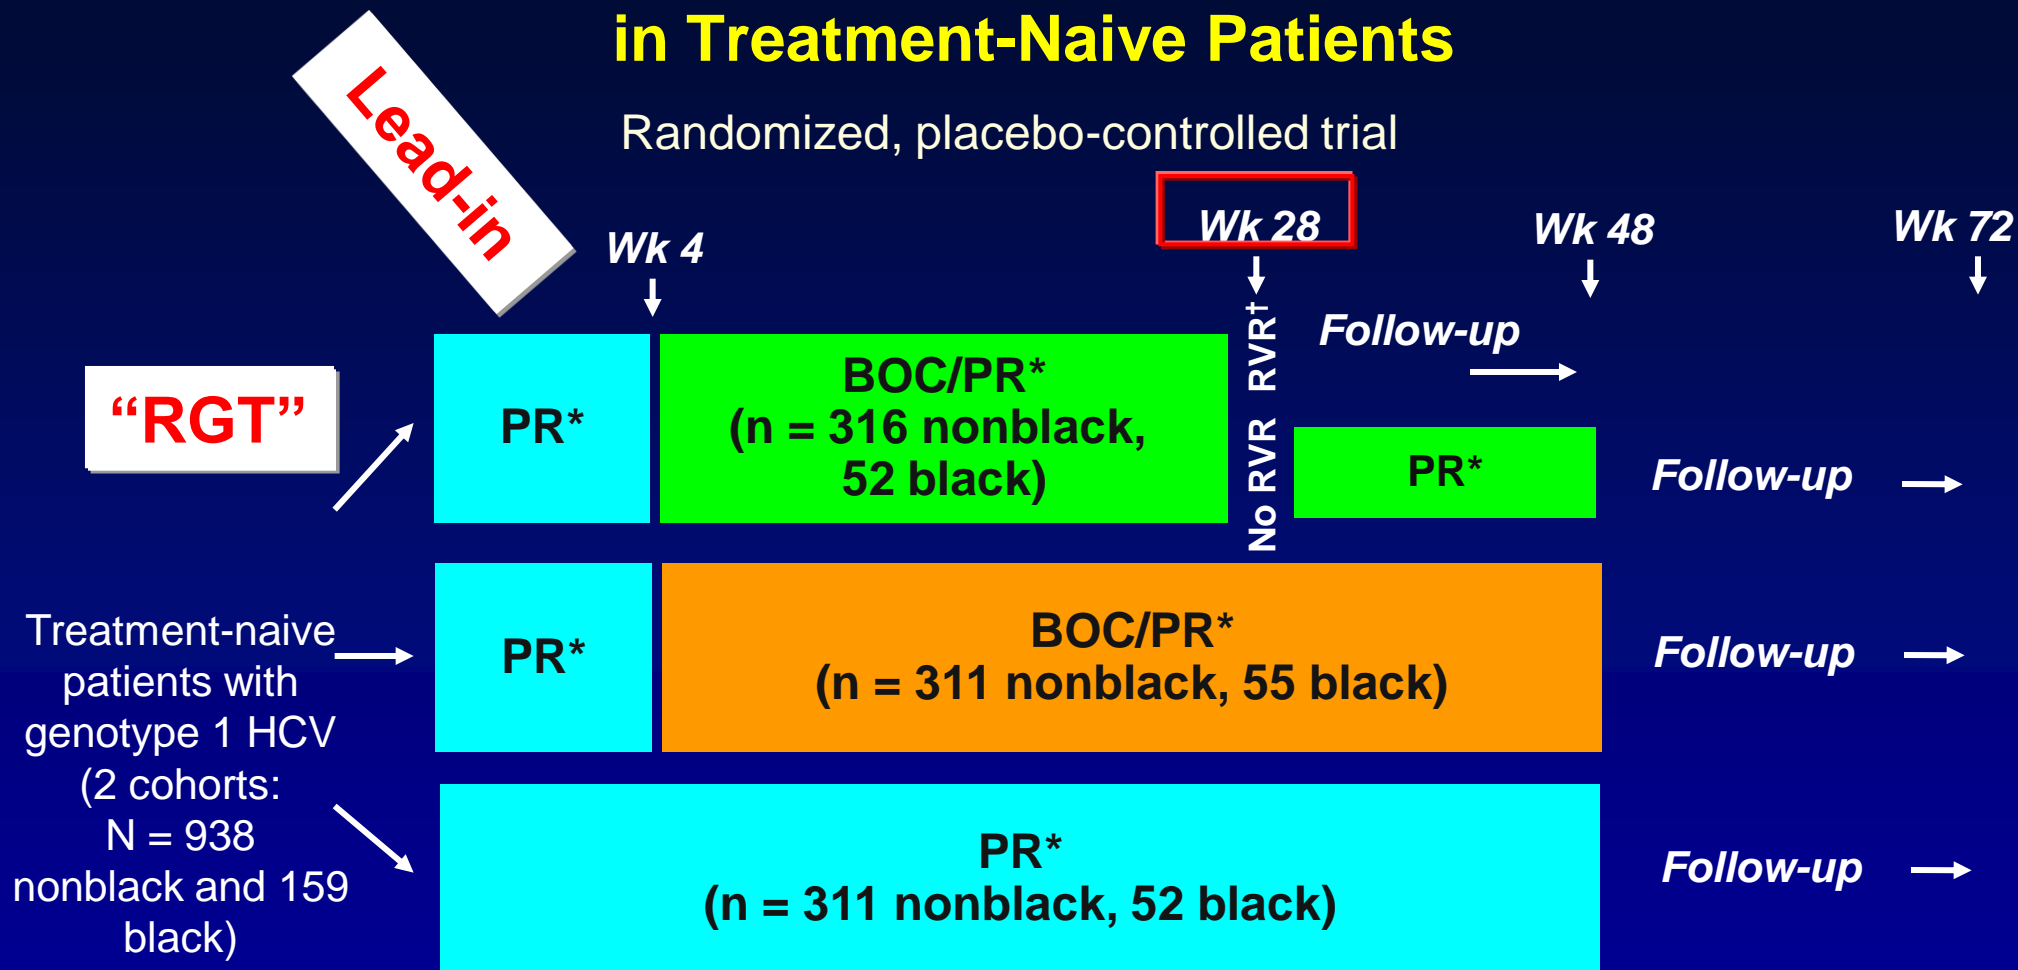 in Treatment-Naive Patients
Randomized, placebo-controlled trial
Lead-in
Wk 4
Wk 28
Wk 48
Wk 72
“RGT”
PR*
BOC/PR*
(n = 316 nonblack,
52 black)
No RVR RVR†
Follow-up
PR*
Follow-up
Treatment-naive
patients with
genotype 1 HCV
(2 cohorts:
N = 938
nonblack and 159
black)
PR*
BOC/PR*
(n = 311 nonblack, 55 black)
Follow-up
PR*
(n = 311 nonblack, 52 black)
Follow-up